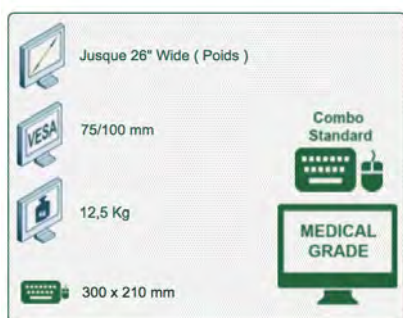 Jusque 26" Wide ( Poids )
VESA
75/100 mm
12,5 Kg
300 x 210 mm
Combo
Standard
MEDICAL
GRADE